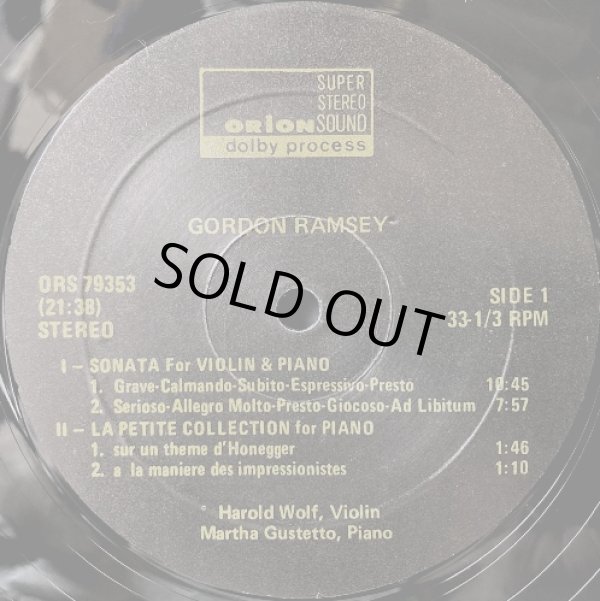 SUPER
STEREO
ORION SOUND
dolby process
GORDON RAMSEY
ORS 79353
(21:38)
STEREO
SIDE 1
33-1/3 RPM
SOLD OUT
I – SONATA For VIOLIN & PIANO
1. Grave-Calmando-Subito-Espressivo-Presto 10:45
2. Serioso-Allegro Molto-Presto-Giocoso-Ad Libitum 7:57
II – LA PETITE COLLECTION for PIANO
1. sur un theme d'Honegger 1:46
2. a la maniere des impressionistes 1:10
Harold Wolf, Violin
Martha Gustetto, Piano